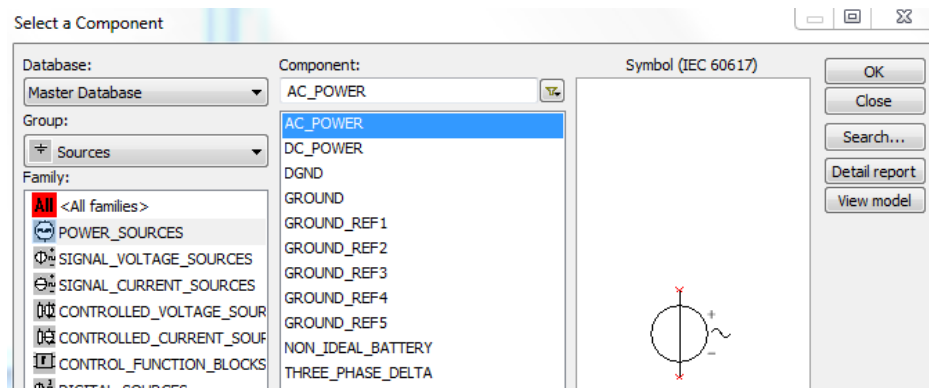 Select a Component
Database:
Master Database
Group:
Sources
Family:
All <All families>
POWER_SOURCES
SIGNAL_VOLTAGE_SOURCES
SIGNAL_CURRENT_SOURCES
CONTROLLED_VOLTAGE_SOUR
CONTROLLED_CURRENT_SOUF
CONTROL_FUNCTION_BLOCKS
DIGITAL_SOURCES
Component:
AC_POWER
AC_POWER
DC_POWER
DGND
GROUND
GROUND_REF1
GROUND_REF2
GROUND_REF3
GROUND_REF4
GROUND_REF5
NON_IDEAL_BATTERY
THREE_PHASE_DELTA
Symbol (IEC 60617)
OK
Close
Search...
Detail report
View model